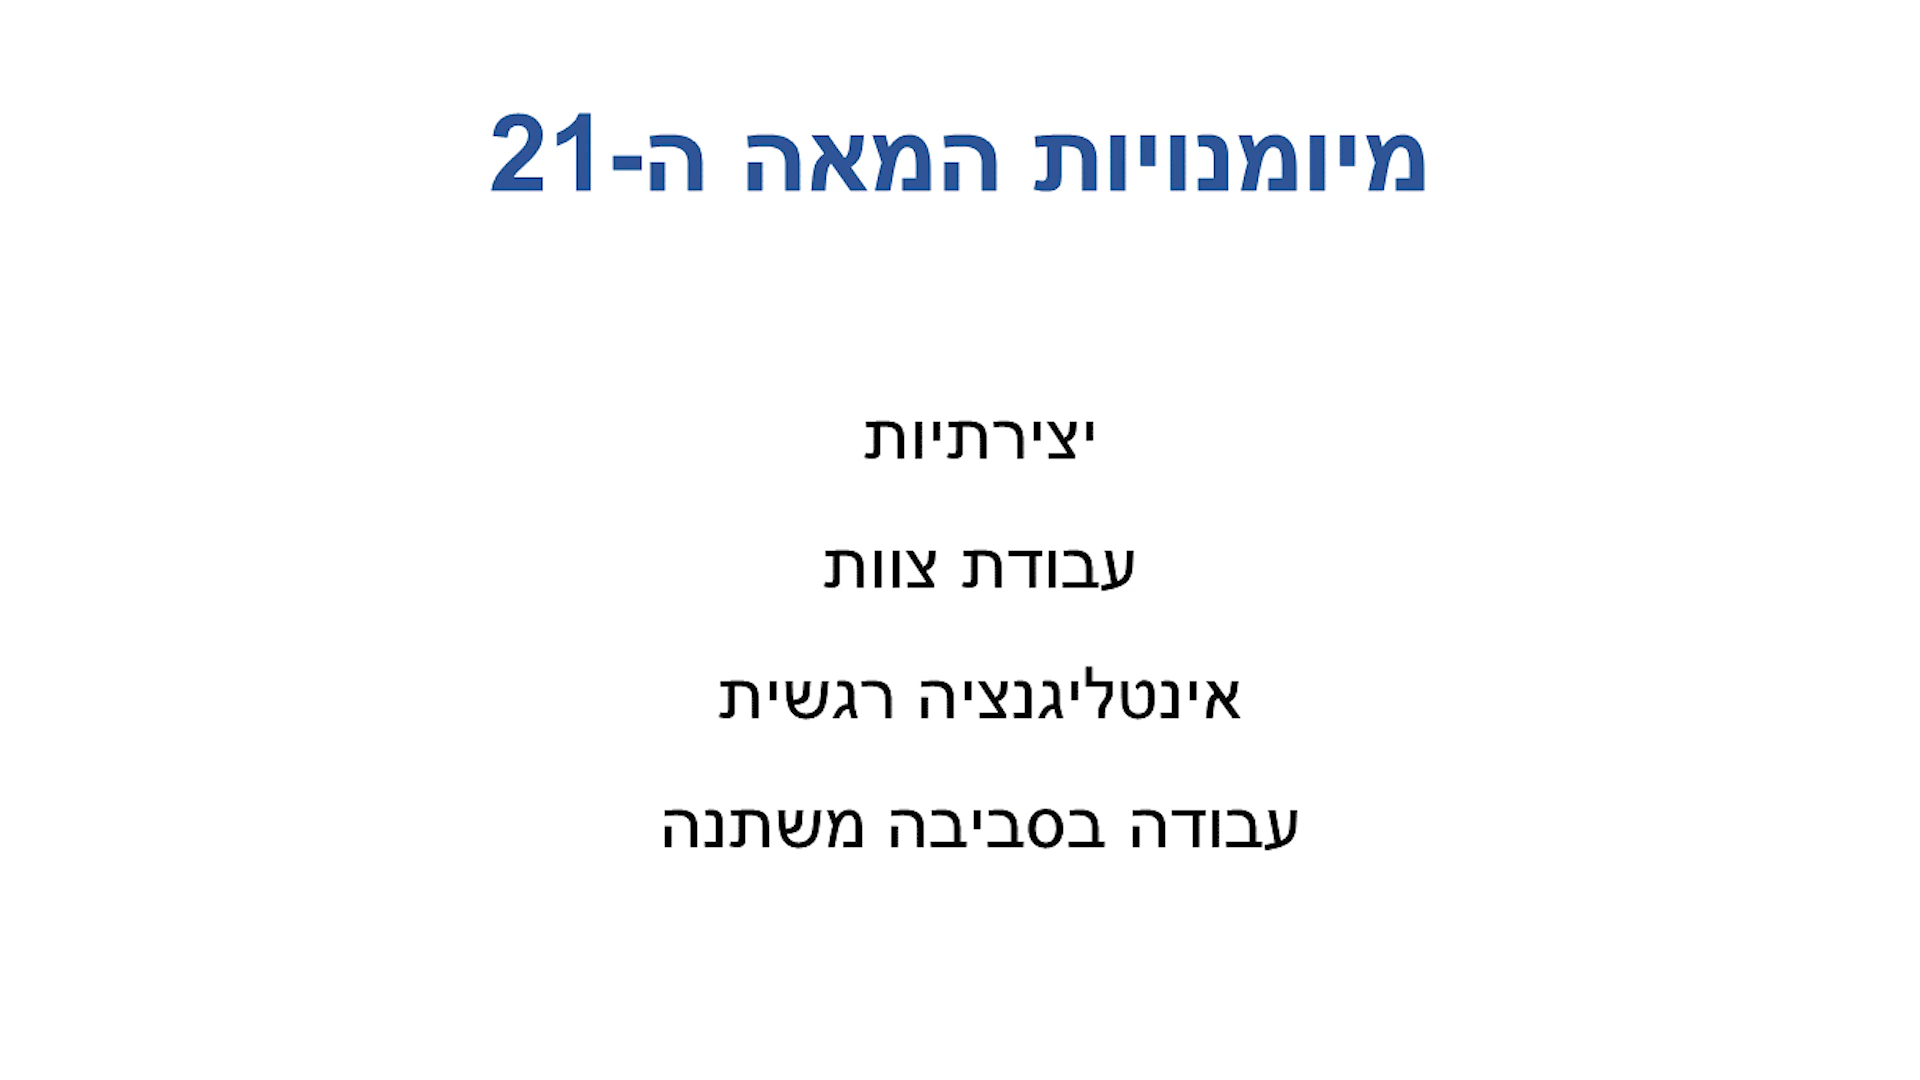 מיומנויות המאה ה-21
יצירתיות
עבודת צוות
אינטליגנציה רגשית
עבודה בסביבה משתנה